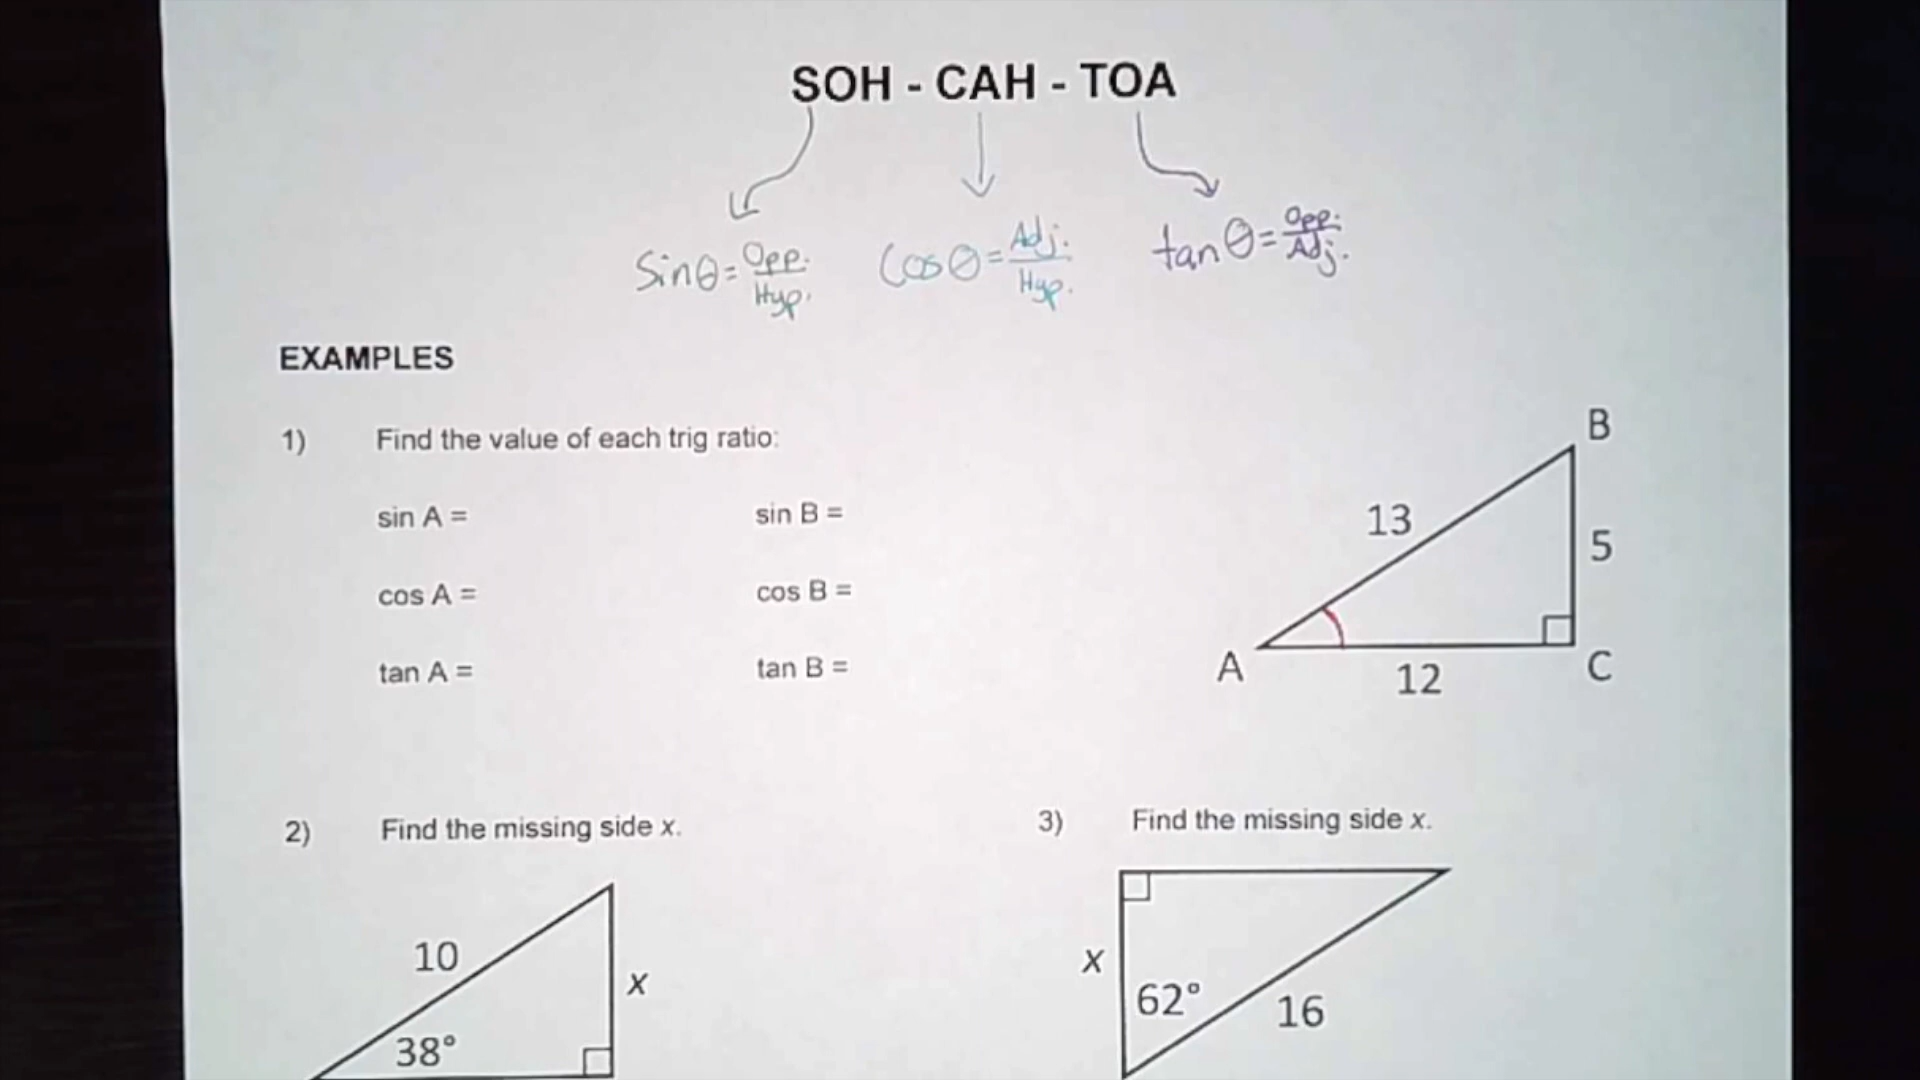 SOH - CAH - TOA
Sinθ = Opp. / Hyp.
Cosθ = Adj. / Hyp.
tanθ = Opp. / Adj.
EXAMPLES
1) Find the value of each trig ratio:
sin A = sin B =
cos A = cos B =
tan A = tan B =
B
13
5
A
12
C
2) Find the missing side x.
10
x
38°
3) Find the missing side x.
x
62°
16